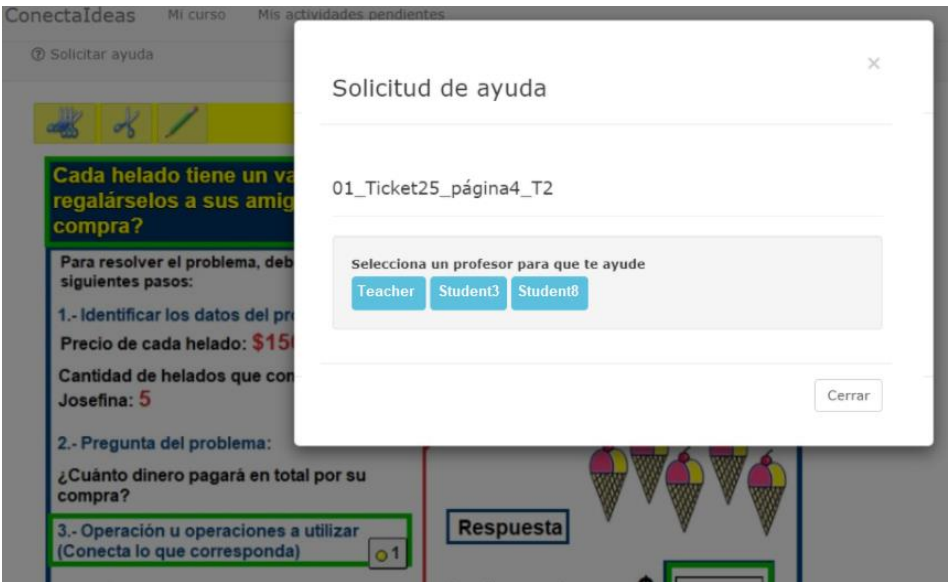 ConectaIdeas Mi curso Mis actividades pendientes
Solicitar ayuda
Solicitud de ayuda
×
01_Ticket25_página4_T2
Selecciona un profesor para que te ayude
Teacher Student3 Student8
Cerrar
Cada helado tiene un va
regalárselos a sus amig
compra?
Para resolver el problema, deb
siguientes pasos:
1.- Identificar los datos del pro
Precio de cada helado: $150
Cantidad de helados que con
Josefina: 5
2.- Pregunta del problema:
¿Cuánto dinero pagará en total por su
compra?
3.- Operación u operaciones a utilizar
(Conecta lo que corresponda)
1
Respuesta